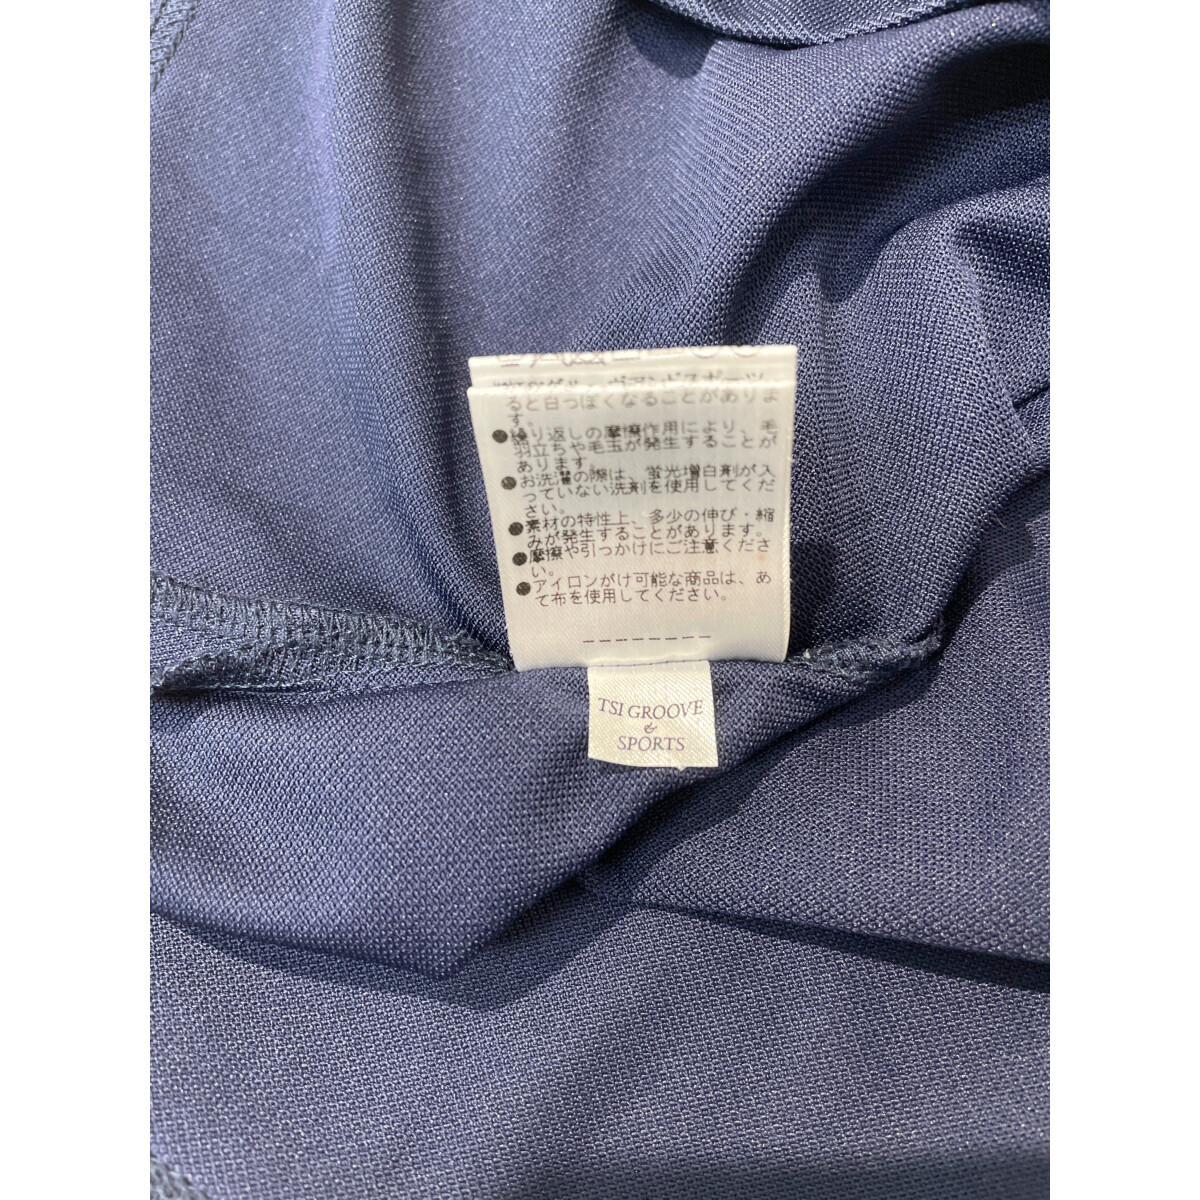 ると白っぽくなることがありま
す。
●繰り返しの摩擦作用により、毛
羽立ちや毛玉が発生することが
あります。
●お洗濯の際は、蛍光増白剤が入
っていない洗剤を使用してくだ
さい。
●素材の特性上、多少の伸び・縮
みが発生することがあります。
●摩擦や引っかけにご注意くださ
い。
●アイロンがけ可能な商品は、あ
て布を使用してください。
--------
TSI GROOVE
&
SPORTS